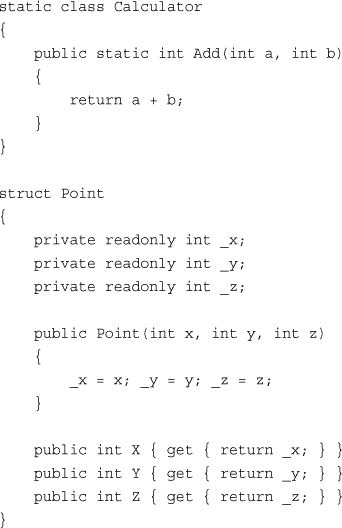 static class Calculator
{
    public static int Add(int a, int b)
    {
        return a + b;
    }
}

struct Point
{
    private readonly int _x;
    private readonly int _y;
    private readonly int _z;

    public Point(int x, int y, int z)
    {
        _x = x; _y = y; _z = z;
    }

    public int X { get { return _x; } }
    public int Y { get { return _y; } }
    public int Z { get { return _z; } }
}